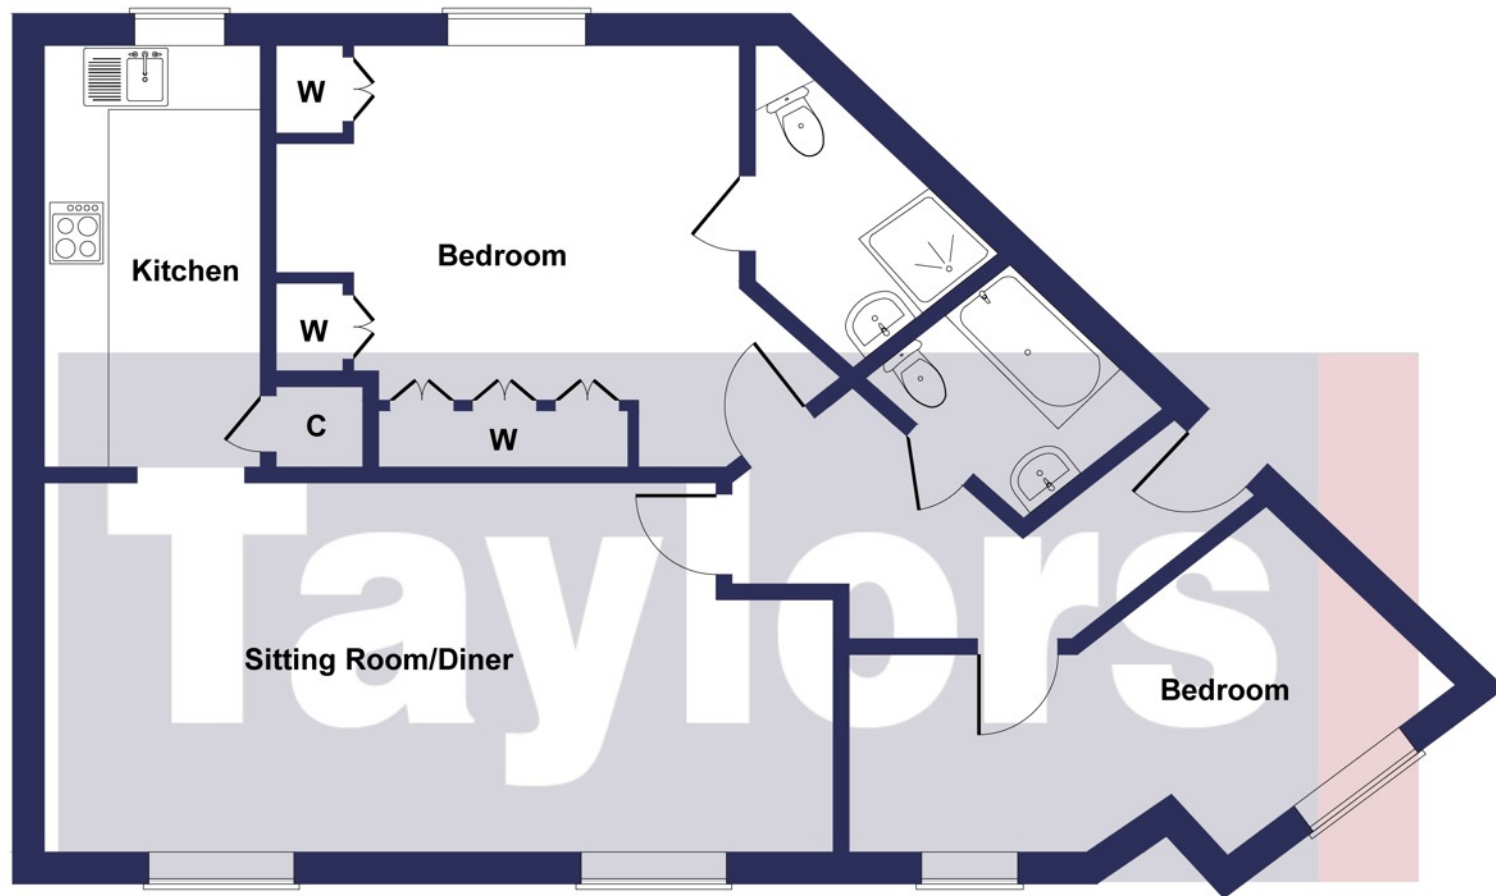 W
Bedroom
Kitchen
W
C
W
Sitting Room/Diner
Bedroom
Taylors